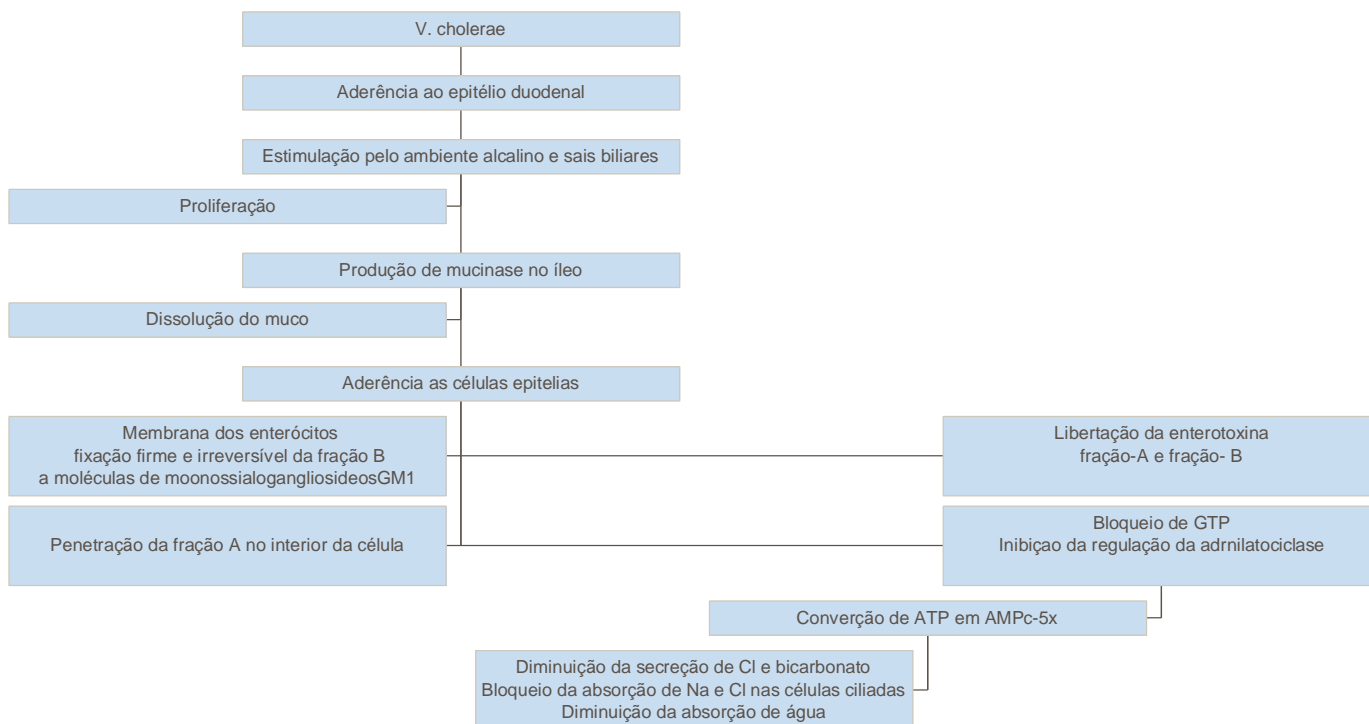 V. cholerae
Aderência ao epitélio duodenal
Estimulação pelo ambiente alcalino e sais biliares
Proliferação
Produção de mucinase no íleo
Dissolução do muco
Aderência as células epitelias
Membrana dos enterócitos
fixação firme e irreversível da fração B
a moléculas de moonossialogangliosideosGM1
Libertação da enterotoxina
fração-A e fração- B
Penetração da fração A no interior da célula
Bloqueio de GTP
Inibiçao da regulação da adrnilatociclase
Converção de ATP em AMPc-5x
Diminuição da secreção de Cl e bicarbonato
Bloqueio da absorção de Na e Cl nas células ciliadas
Diminuição da absorção de água